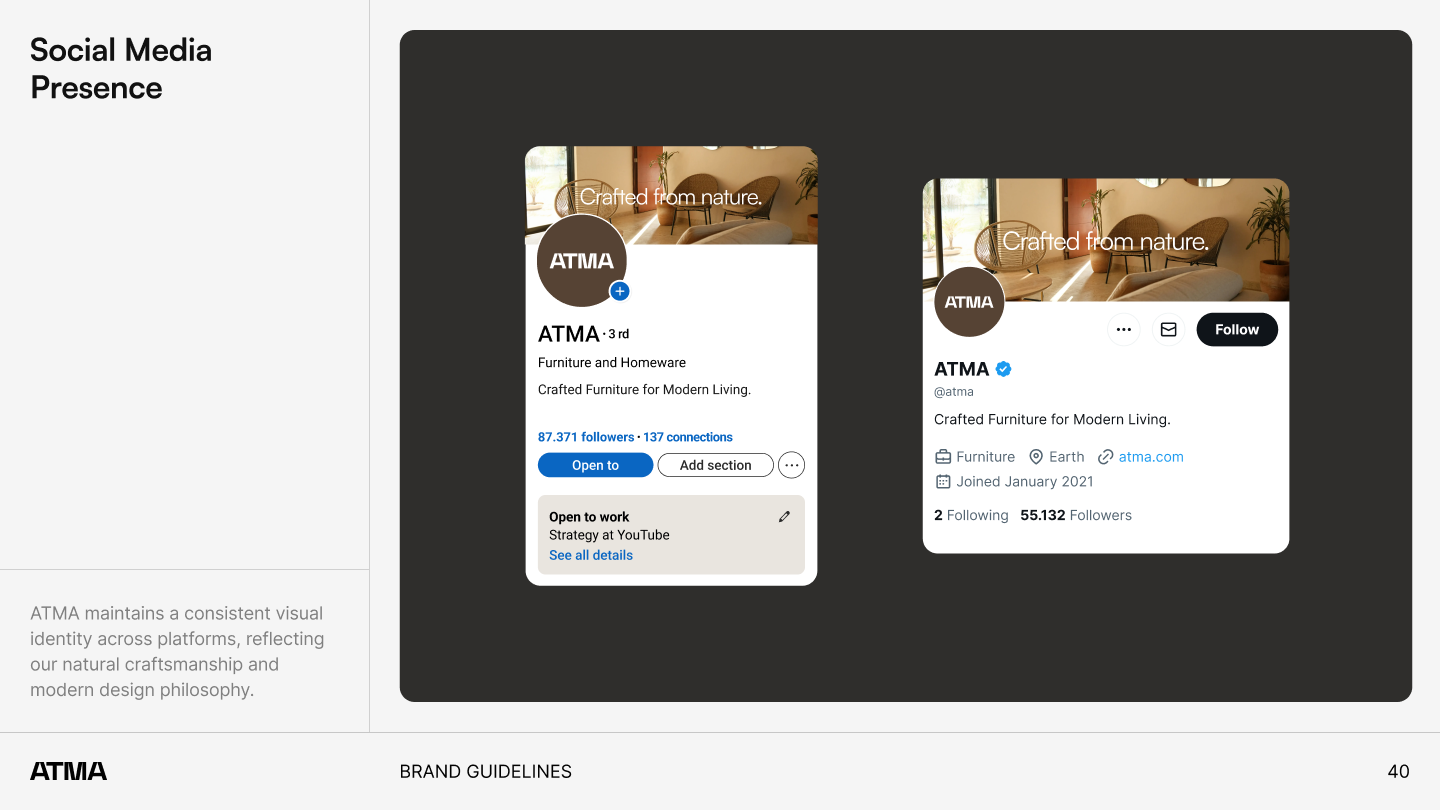 Social Media
Presence
Crafted from nature.
ATMA
ATMA · 3 rd
Furniture and Homeware
Crafted Furniture for Modern Living.
87.371 followers · 137 connections
Open to
Add section
Open to work
Strategy at YouTube
See all details
Crafted from nature.
ATMA
Follow
ATMA
@atma
Crafted Furniture for Modern Living.
Furniture Earth atma.com
Joined January 2021
2 Following 55.132 Followers
ATMA maintains a consistent visual
identity across platforms, reflecting
our natural craftsmanship and
modern design philosophy.
ATMA
BRAND GUIDELINES
40